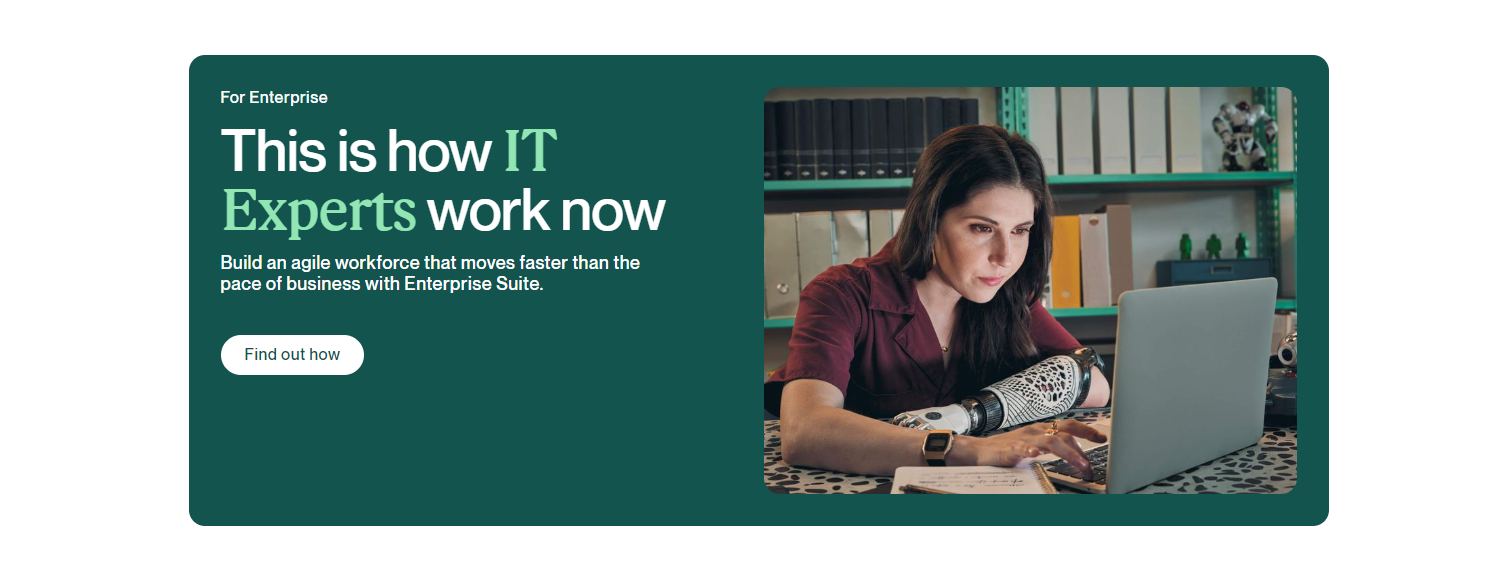 For Enterprise
This is how IT
Experts work now
Build an agile workforce that moves faster than the
pace of business with Enterprise Suite.
Find out how